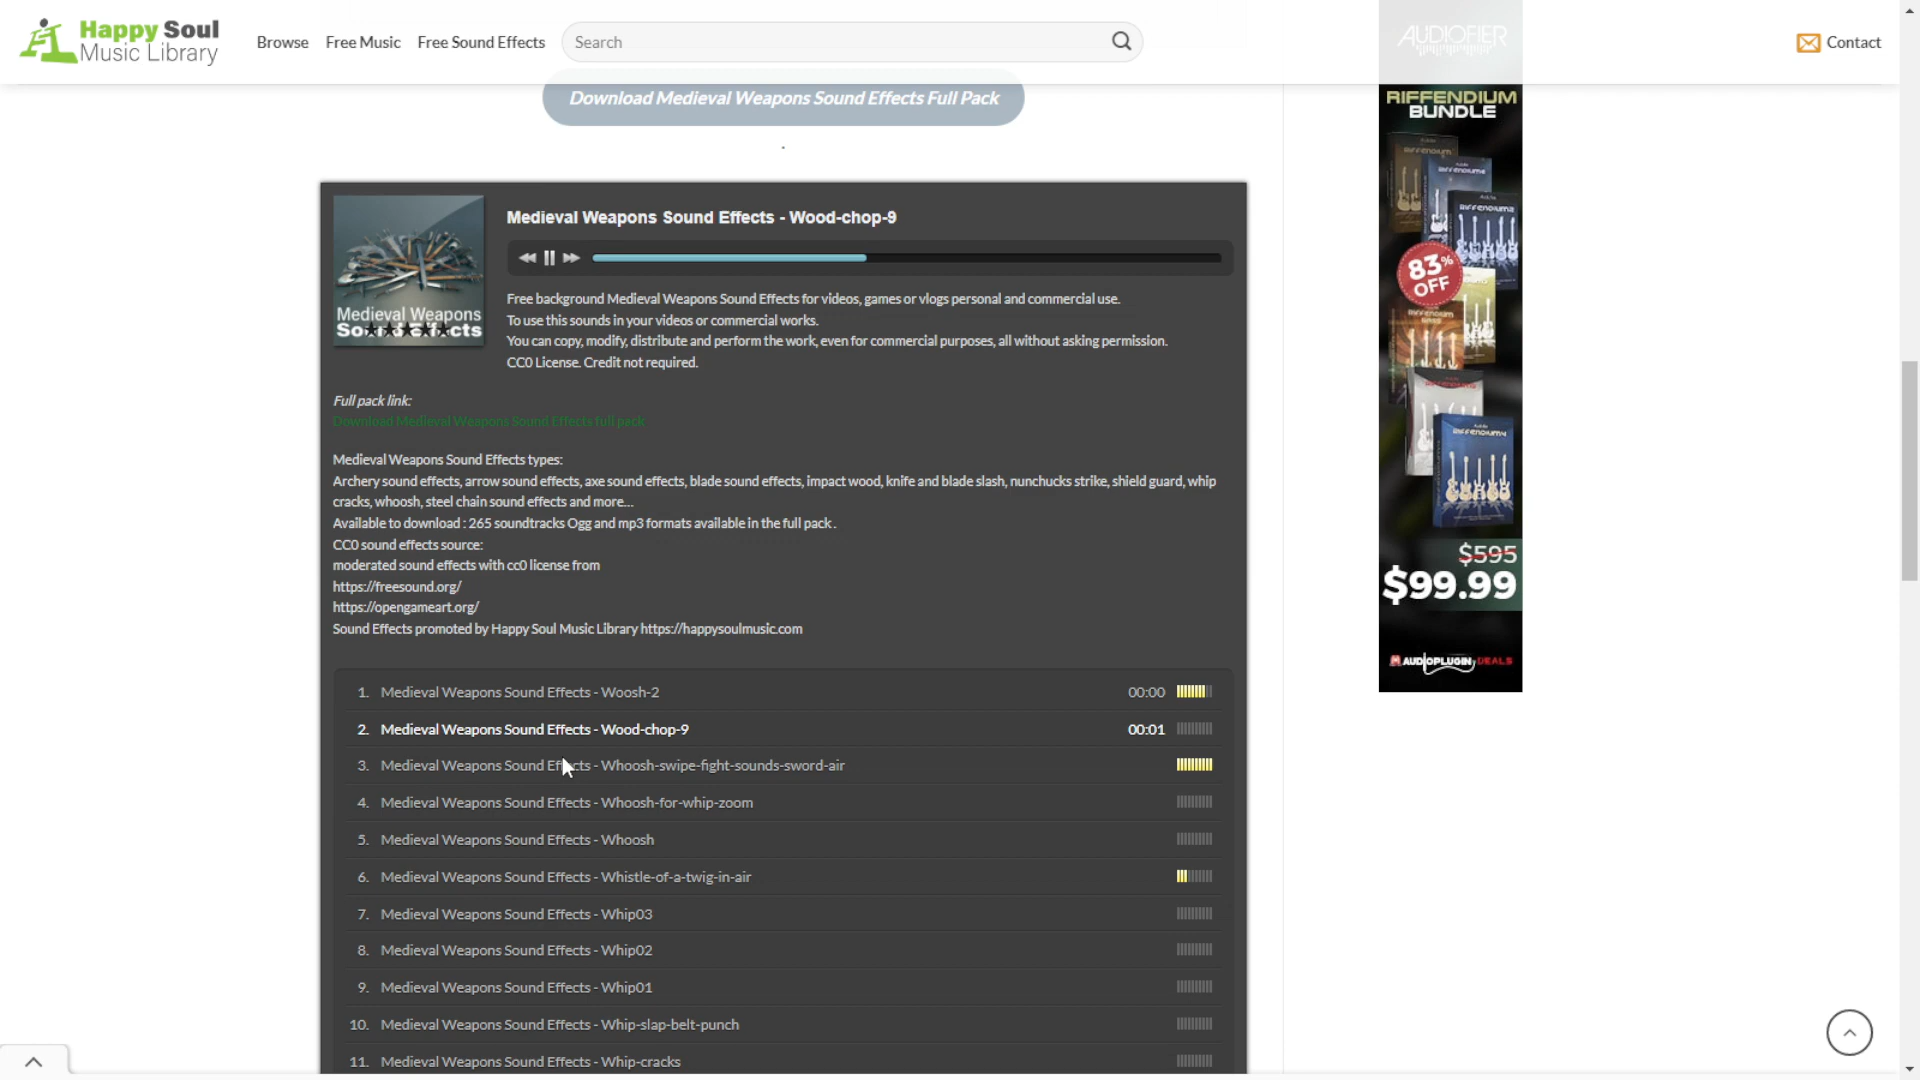 Happy Soul
Music Library
Browse Free Music Free Sound Effects
Search
Contact
AUDIOFIER
Download Medieval Weapons Sound Effects Full Pack
.
RIFFENDIUM
BUNDLE
83% OFF
$595
$99.99
AUDIOPLUGIN DEALS
Medieval Weapons
Sound Effects
Medieval Weapons Sound Effects - Wood-chop-9
Free background Medieval Weapons Sound Effects for videos, games or vlogs personal and commercial use.
To use this sounds in your videos or commercial works.
You can copy, modify, distribute and perform the work, even for commercial purposes, all without asking permission.
CC0 License. Credit not required.
Full pack link:
Download Medieval Weapons Sound Effects full pack
Medieval Weapons Sound Effects types:
Archery sound effects, arrow sound effects, axe sound effects, blade sound effects, impact wood, knife and blade slash, nunchucks strike, shield guard, whip
cracks, whoosh, steel chain sound effects and more...
Available to download : 265 soundtracks Ogg and mp3 formats available in the full pack .
CC0 sound effects source:
moderated sound effects with cc0 license from
https://freesound.org/
https://opengameart.org/
Sound Effects promoted by Happy Soul Music Library https://happysoulmusic.com
1. Medieval Weapons Sound Effects - Woosh-2 00:00
2. Medieval Weapons Sound Effects - Wood-chop-9 00:01
3. Medieval Weapons Sound Effects - Whoosh-swipe-fight-sounds-sword-air
4. Medieval Weapons Sound Effects - Whoosh-for-whip-zoom
5. Medieval Weapons Sound Effects - Whoosh
6. Medieval Weapons Sound Effects - Whistle-of-a-twig-in-air
7. Medieval Weapons Sound Effects - Whip03
8. Medieval Weapons Sound Effects - Whip02
9. Medieval Weapons Sound Effects - Whip01
10. Medieval Weapons Sound Effects - Whip-slap-belt-punch
11. Medieval Weapons Sound Effects - Whip-cracks